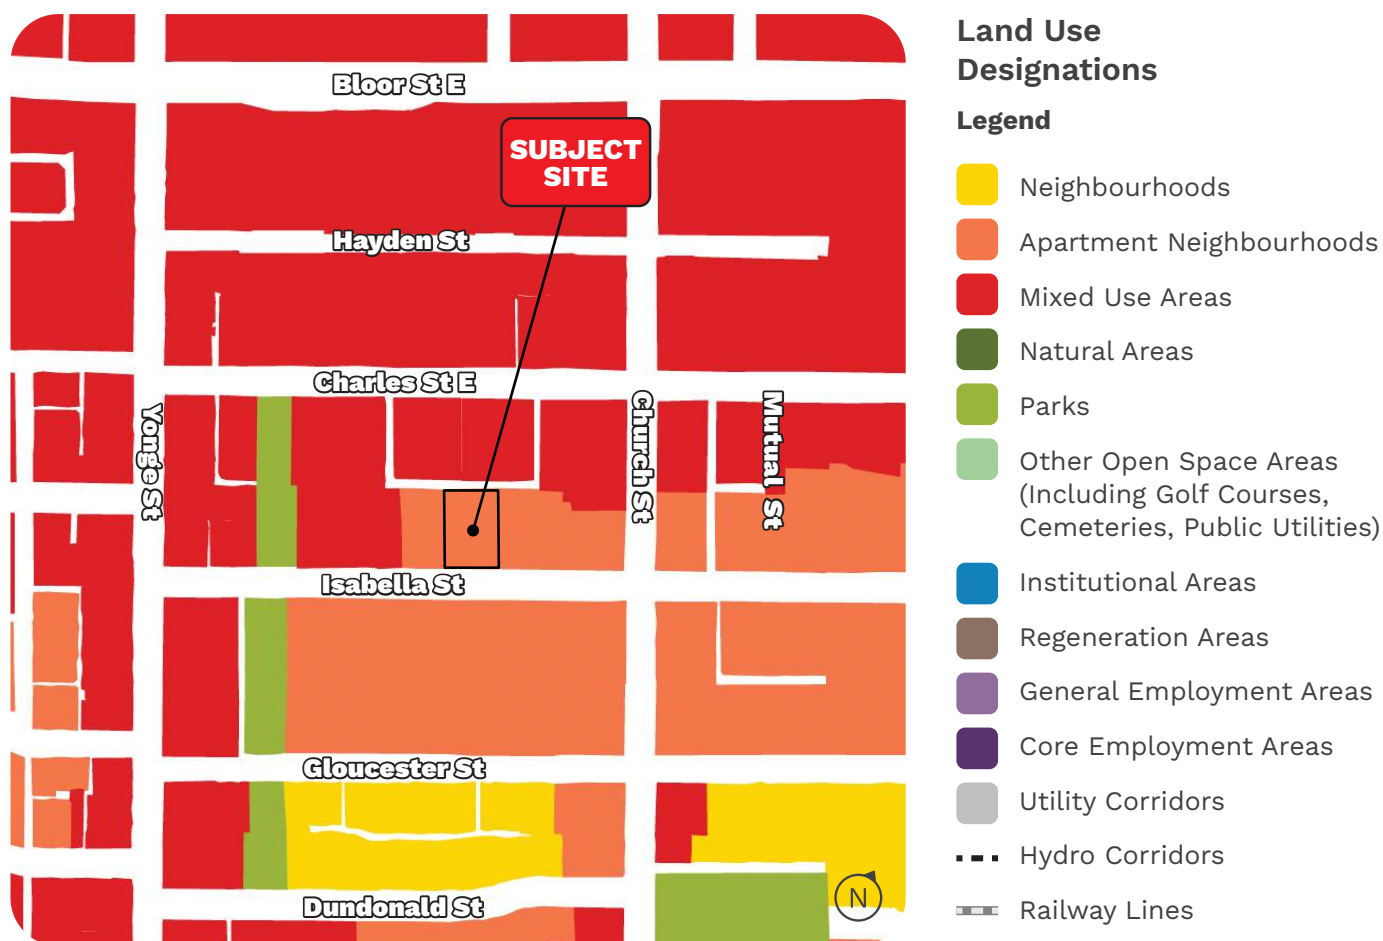 Bloor St E
SUBJECT
SITE
Hayden St
Charles St E
Yonge St
Church St
Mutual St
Isabella St
Gloucester St
Dundonald St
N
Land Use
Designations
Legend
Neighbourhoods
Apartment Neighbourhoods
Mixed Use Areas
Natural Areas
Parks
Other Open Space Areas
(Including Golf Courses,
Cemeteries, Public Utilities)
Institutional Areas
Regeneration Areas
General Employment Areas
Core Employment Areas
Utility Corridors
Hydro Corridors
Railway Lines